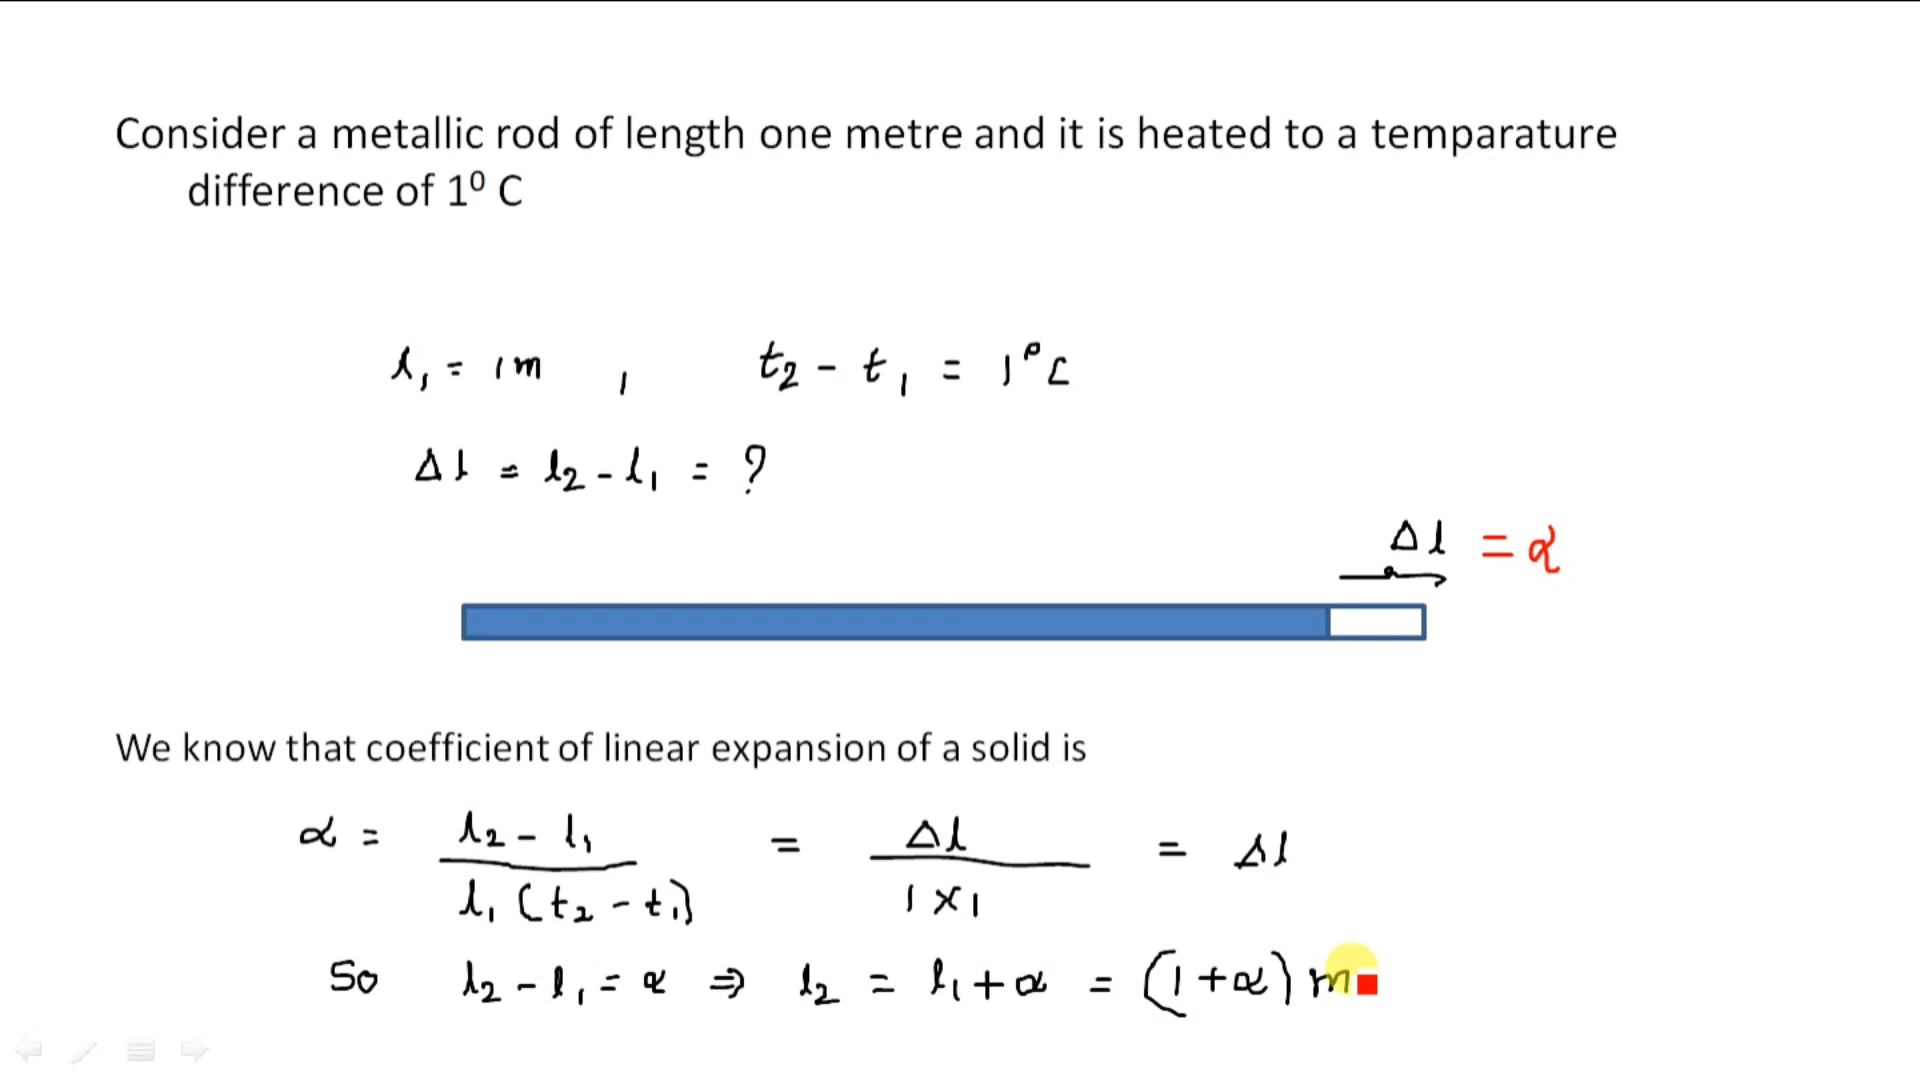 Consider a metallic rod of length one metre and it is heated to a temparature
difference of 1⁰ C
l₁ = 1m , t₂ - t₁ = 1°C
Δl = l₂ - l₁ = ?
Δl = α
We know that coefficient of linear expansion of a solid is
α = (l₂ - l₁) / (l₁ (t₂ - t₁)) = Δl / (1 × 1) = Δl
So l₂ - l₁ = α ⇒ l₂ = l₁ + α = (1 + α) m